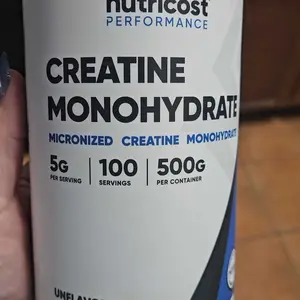 nutricost
PERFORMANCE
CREATINE
MONOHYDRATE
MICRONIZED CREATINE MONOHYDRATE
5G | 100 | 500G
PER SERVING | SERVINGS | PER CONTAINER